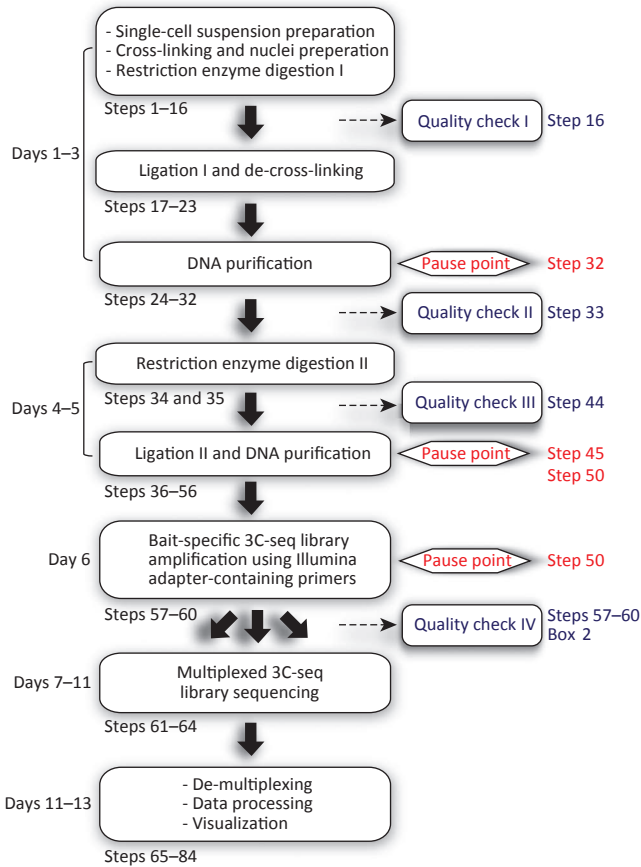 - Single-cell suspension preparation
- Cross-linking and nuclei preperation
- Restriction enzyme digestion I
Steps 1–16
Quality check I
Step 16
Days 1–3
Ligation I and de-cross-linking
Steps 17–23
DNA purification
Pause point
Step 32
Steps 24–32
Quality check II
Step 33
Restriction enzyme digestion II
Steps 34 and 35
Days 4–5
Quality check III
Step 44
Ligation II and DNA purification
Pause point
Step 45
Step 50
Steps 36–56
Day 6
Bait-specific 3C-seq library
amplification using Illumina
adapter-containing primers
Pause point
Step 50
Steps 57–60
Quality check IV
Steps 57–60
Box 2
Days 7–11
Multiplexed 3C-seq
library sequencing
Steps 61–64
Days 11–13
- De-multiplexing
- Data processing
- Visualization
Steps 65–84